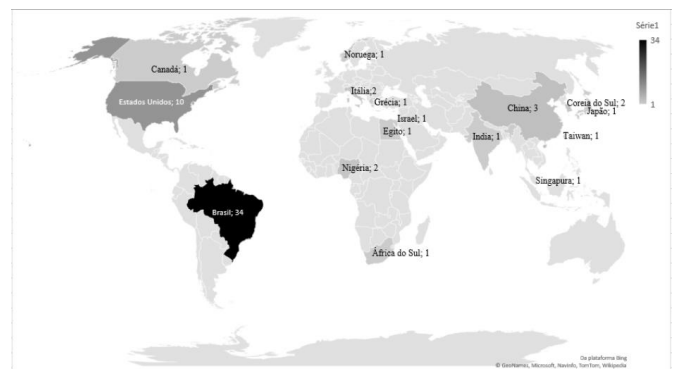 Série1
34
1
Noruega; 1
Canadá; 1
Itália;2
Estados Unidos; 10
Grécia; 1
China; 3
Coreia do Sul; 2
Japão; 1
Israel; 1
Egito; 1
India; 1
Taiwan; 1
Nigéria; 2
Singapura; 1
Brasil; 34
África do Sul; 1
Da plataforma Bing
© GeoNames, Microsoft, Navinfo, TomTom, Wikipedia